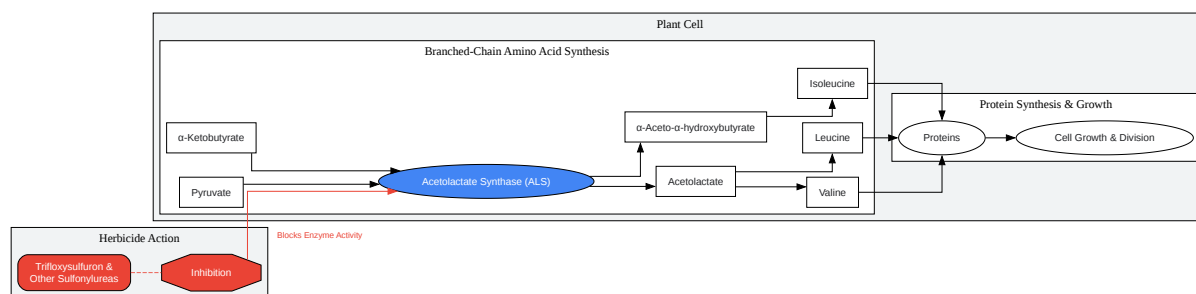 Plant Cell
Branched-Chain Amino Acid Synthesis
Isoleucine
Protein Synthesis & Growth
α-Ketobutyrate
α-Aceto-α-hydroxybutyrate
Leucine
Proteins
Cell Growth & Division
Pyruvate
Acetolactate Synthase (ALS)
Acetolactate
Valine
Herbicide Action
Blocks Enzyme Activity
Trifloxysulfuron &
Other Sulfonylureas
Inhibition